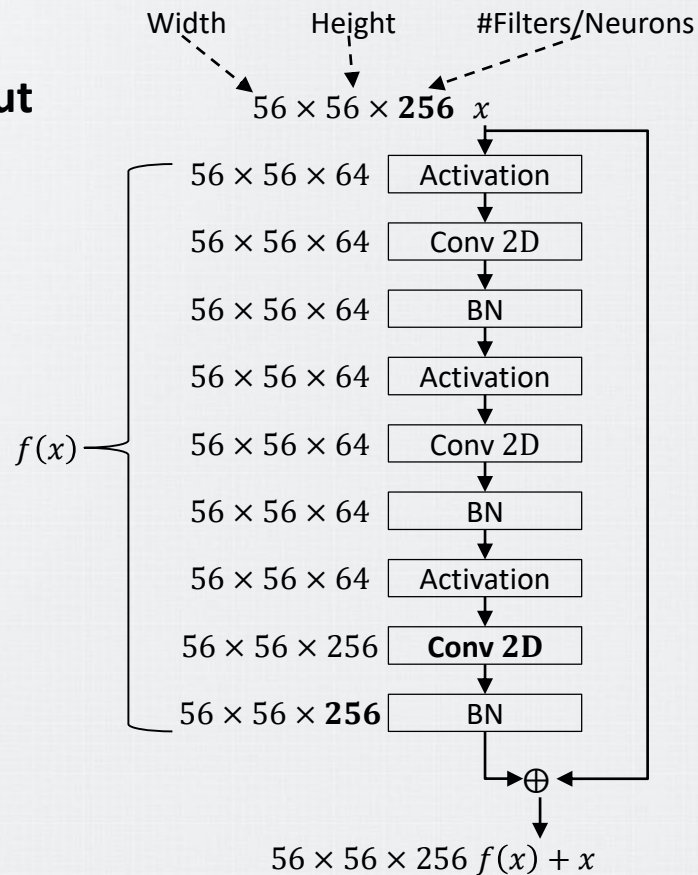 Width Height #Filters/Neurons
56 × 56 × 256 x
56 × 56 × 64 Activation
56 × 56 × 64 Conv 2D
56 × 56 × 64 BN
56 × 56 × 64 Activation
f(x) 56 × 56 × 64 Conv 2D
56 × 56 × 64 BN
56 × 56 × 64 Activation
56 × 56 × 256 Conv 2D
56 × 56 × 256 BN
⊕
56 × 56 × 256 f(x) + x